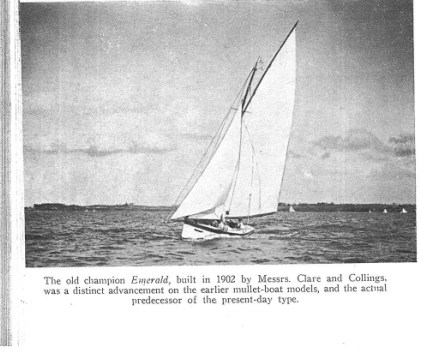 The old champion Emerald, built in 1902 by Messrs. Clare and Collings,
was a distinct advancement on the earlier mullet-boat models, and the actual
predecessor of the present-day type.